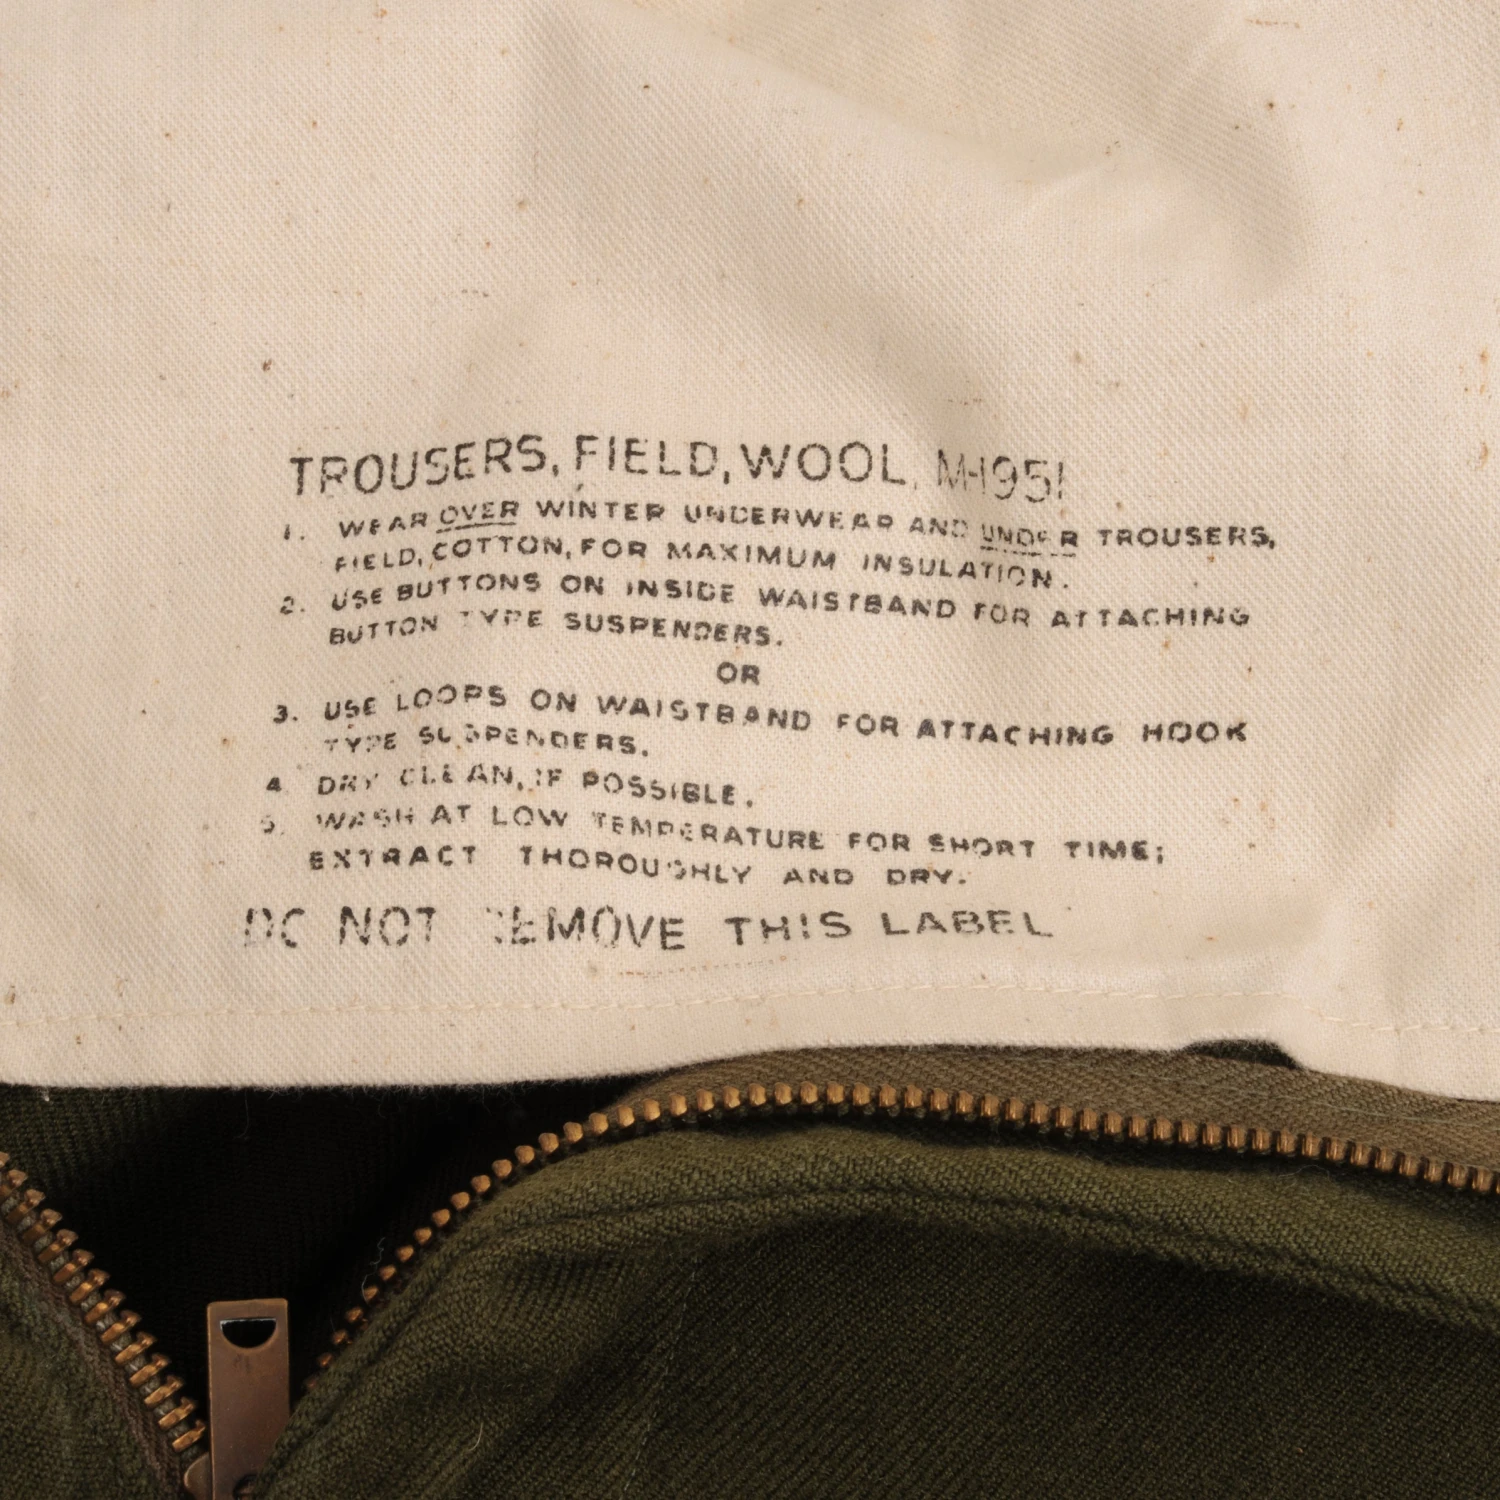 TROUSERS, FIELD, WOOL, M-1951
1. WEAR OVER WINTER UNDERWEAR AND UNDER TROUSERS,
FIELD, COTTON, FOR MAXIMUM INSULATION.
2. USE BUTTONS ON INSIDE WAISTBAND FOR ATTACHING
BUTTON TYPE SUSPENDERS.
OR
3. USE LOOPS ON WAISTBAND FOR ATTACHING HOOK
TYPE SUSPENDERS.
4. DRY CLEAN, IF POSSIBLE.
5. WASH AT LOW TEMPERATURE FOR SHORT TIME;
EXTRACT THOROUGHLY AND DRY.
DO NOT REMOVE THIS LABEL